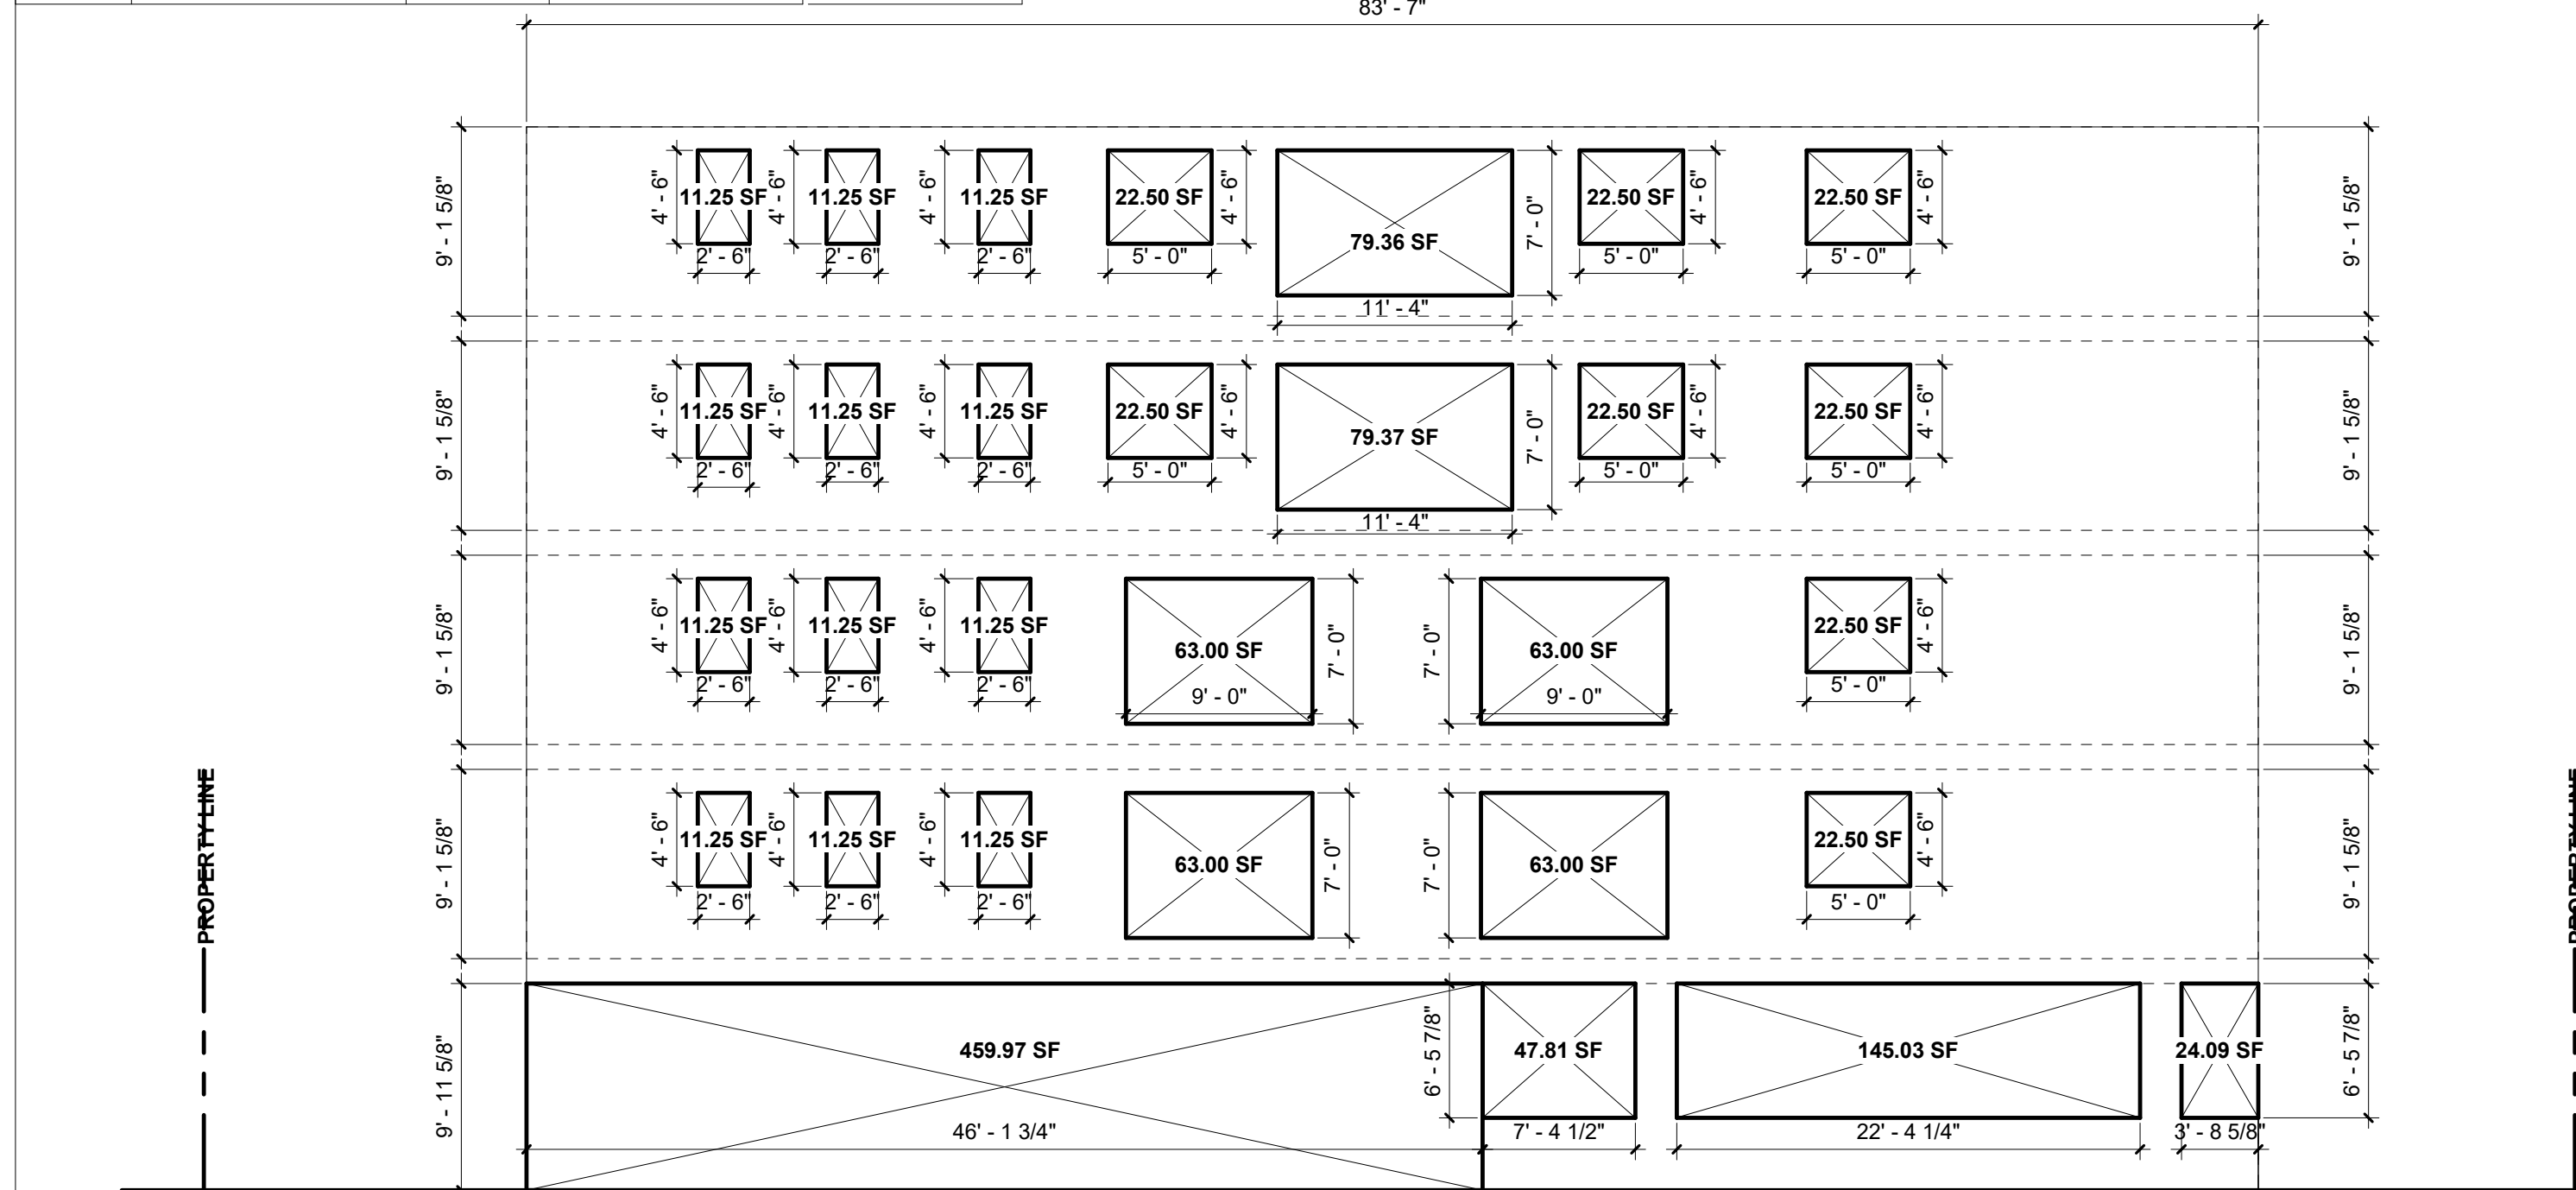 83' - 7"
9' - 1 5/8"
4' - 6"
11.25 SF
2' - 6"
4' - 6"
11.25 SF
2' - 6"
4' - 6"
11.25 SF
2' - 6"
22.50 SF
4' - 6"
5' - 0"
79.36 SF
7' - 0"
11' - 4"
22.50 SF
4' - 6"
5' - 0"
22.50 SF
4' - 6"
5' - 0"
9' - 1 5/8"
9' - 1 5/8"
4' - 6"
11.25 SF
2' - 6"
4' - 6"
11.25 SF
2' - 6"
4' - 6"
11.25 SF
2' - 6"
22.50 SF
4' - 6"
5' - 0"
79.37 SF
7' - 0"
11' - 4"
22.50 SF
4' - 6"
5' - 0"
22.50 SF
4' - 6"
5' - 0"
9' - 1 5/8"
9' - 1 5/8"
4' - 6"
11.25 SF
2' - 6"
4' - 6"
11.25 SF
2' - 6"
4' - 6"
11.25 SF
2' - 6"
63.00 SF
9' - 0"
7' - 0"
7' - 0"
63.00 SF
9' - 0"
22.50 SF
4' - 6"
5' - 0"
9' - 1 5/8"
PROPERTY LINE
9' - 1 5/8"
4' - 6"
11.25 SF
2' - 6"
4' - 6"
11.25 SF
2' - 6"
4' - 6"
11.25 SF
2' - 6"
63.00 SF
7' - 0"
7' - 0"
63.00 SF
22.50 SF
4' - 6"
5' - 0"
9' - 1 5/8"
PROPERTY LINE
9' - 11 5/8"
459.97 SF
46' - 1 3/4"
6' - 5 7/8"
47.81 SF
7' - 4 1/2"
145.03 SF
22' - 4 1/4"
24.09 SF
3' - 8 5/8"
6' - 5 7/8"